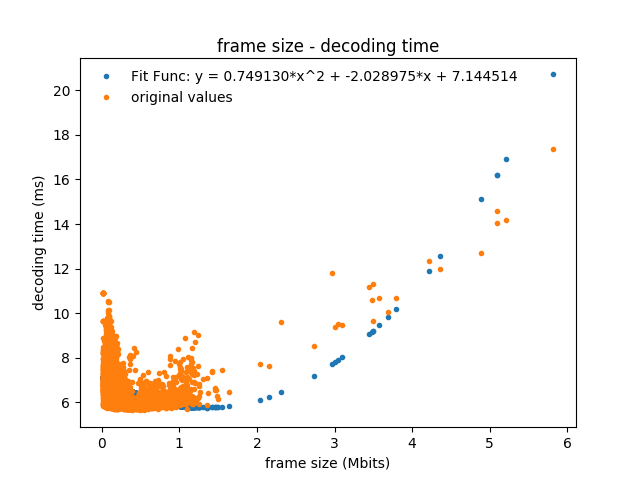 frame size - decoding time
Fit Func: y = 0.749130*x^2 + -2.028975*x + 7.144514
original values
20
18
16
14
12
10
8
6
decoding time (ms)
0 1 2 3 4 5 6
frame size (Mbits)